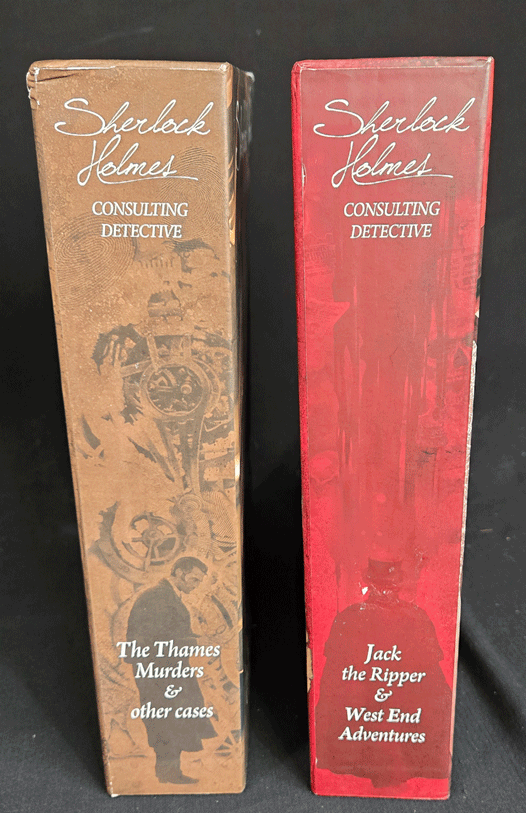 Sherlock
Holmes
CONSULTING
DETECTIVE
The Thames
Murders
&
other cases
Sherlock
Holmes
CONSULTING
DETECTIVE
Jack
the Ripper
&
West End
Adventures